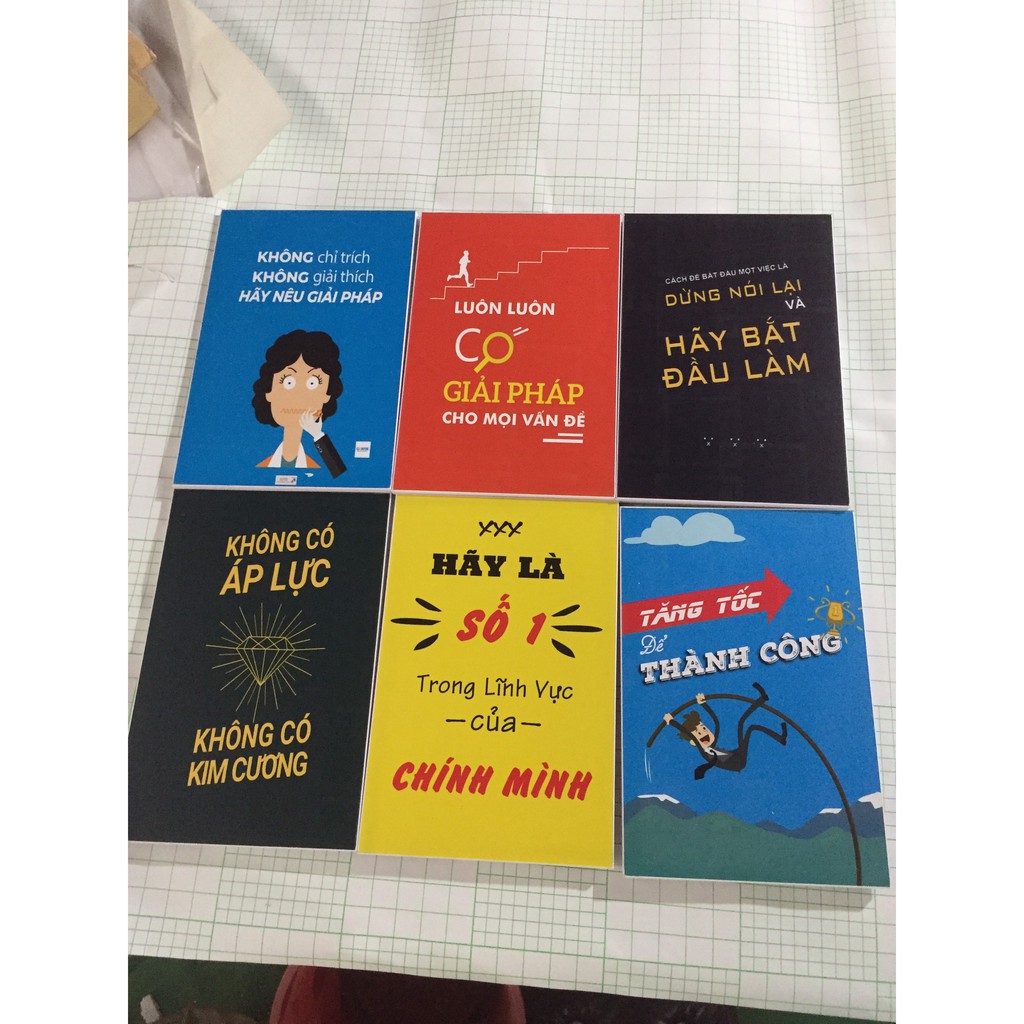 KHÔNG chỉ trích
KHÔNG giải thích
HÃY NÊU GIẢI PHÁP
LUÔN LUÔN
CÓ
GIẢI PHÁP
CHO MỌI VẤN ĐỀ
CÁCH ĐỂ BẮT ĐẦU MỘT VIỆC LÀ
DỪNG NÓI LẠI
VÀ
HÃY BẮT
ĐẦU LÀM
KHÔNG CÓ
ÁP LỰC
KHÔNG CÓ
KIM CƯƠNG
XXX
HÃY LÀ
SỐ 1
Trong Lĩnh Vực
-của-
CHÍNH MÌNH
TĂNG TỐC
Để
THÀNH CÔNG